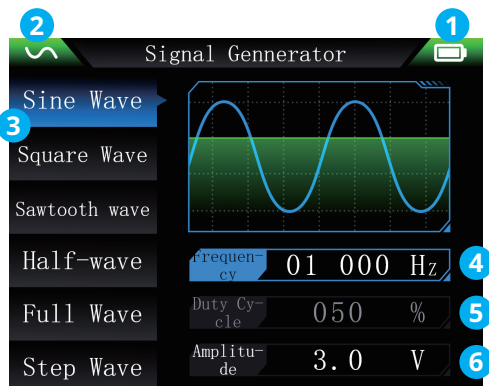 2
1
Signal Gennerator
Sine Wave
3
Square Wave
Sawtooth wave
Half-wave
Frequen-
cy
01 000 Hz
4
Full Wave
Duty Cy-
cle
050 %
5
Step Wave
Amplitu-
de
3.0 V
6